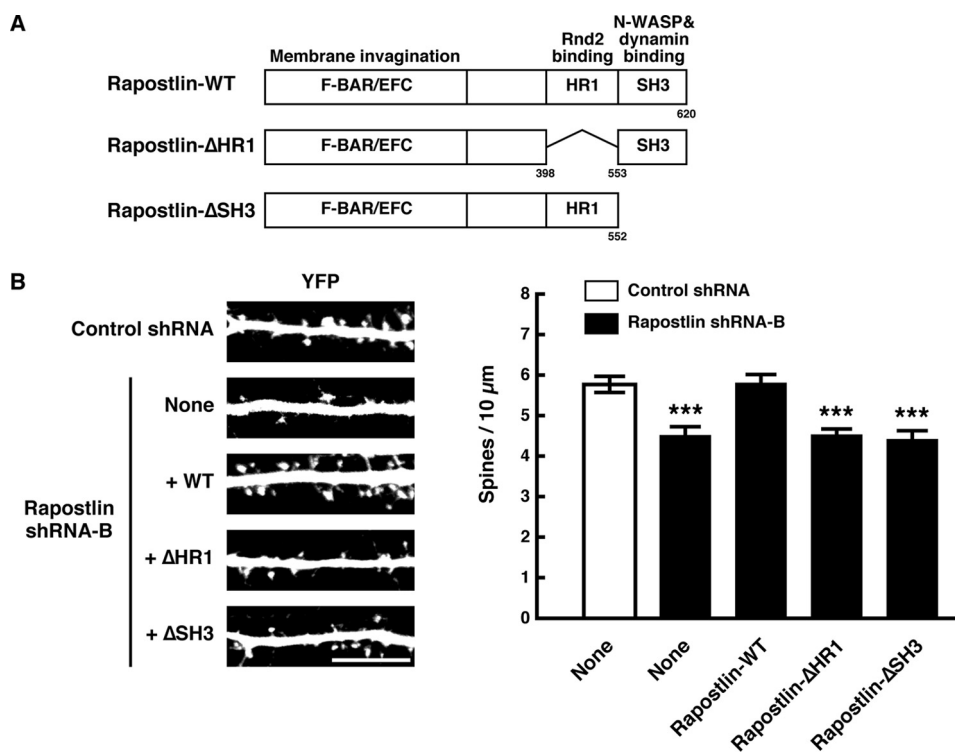 A
N-WASP&
Rnd2 dynamin
Membrane invagination binding binding
Rapostlin-WT F-BAR/EFC HR1 SH3
620
Rapostlin-ΔHR1 F-BAR/EFC SH3
398 553
Rapostlin-ΔSH3 F-BAR/EFC HR1
552
B
YFP
Control shRNA
None
+ WT
Rapostlin
shRNA-B
+ ΔHR1
+ ΔSH3
Control shRNA
Rapostlin shRNA-B
Spines / 10 µm
8
7
6
5
4
3
2
1
0
***
***
***
None
None
Rapostlin-WT
Rapostlin-ΔHR1
Rapostlin-ΔSH3